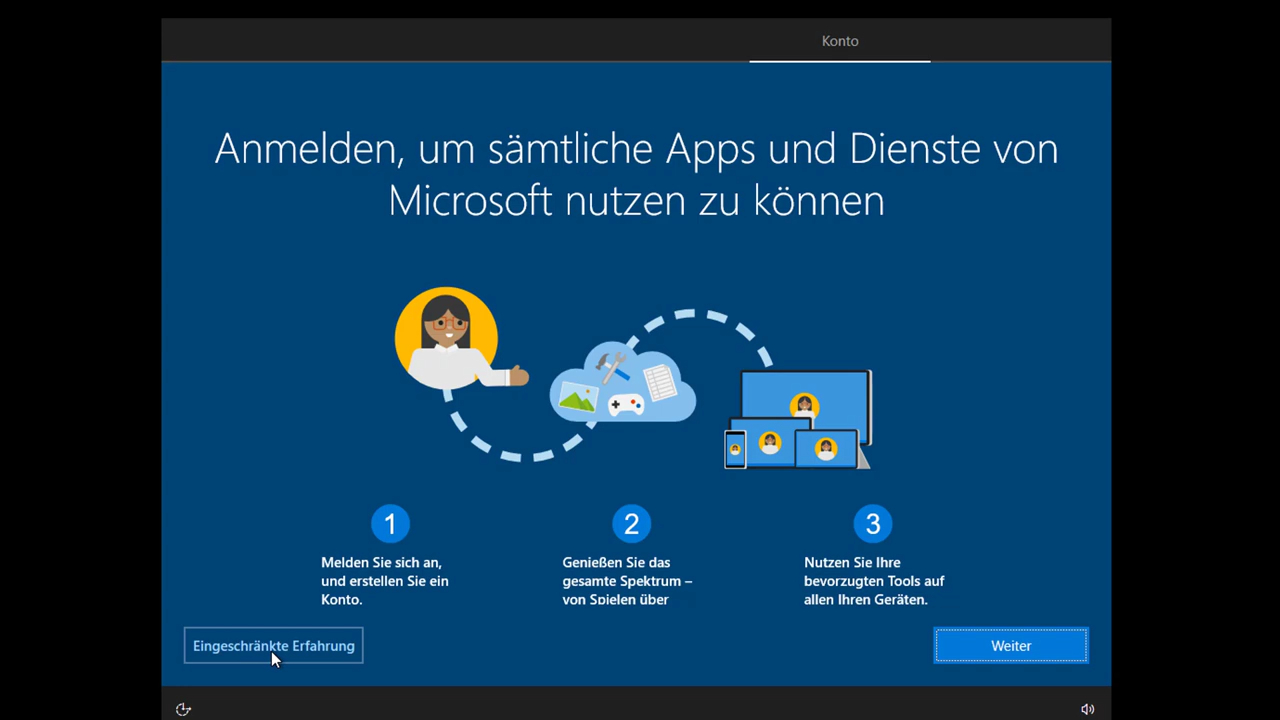 Konto
Anmelden, um sämtliche Apps und Dienste von
Microsoft nutzen zu können
1
Melden Sie sich an,
und erstellen Sie ein
Konto.
2
Genießen Sie das
gesamte Spektrum –
von Spielen über
3
Nutzen Sie Ihre
bevorzugten Tools auf
allen Ihren Geräten.
Eingeschränkte Erfahrung
Weiter